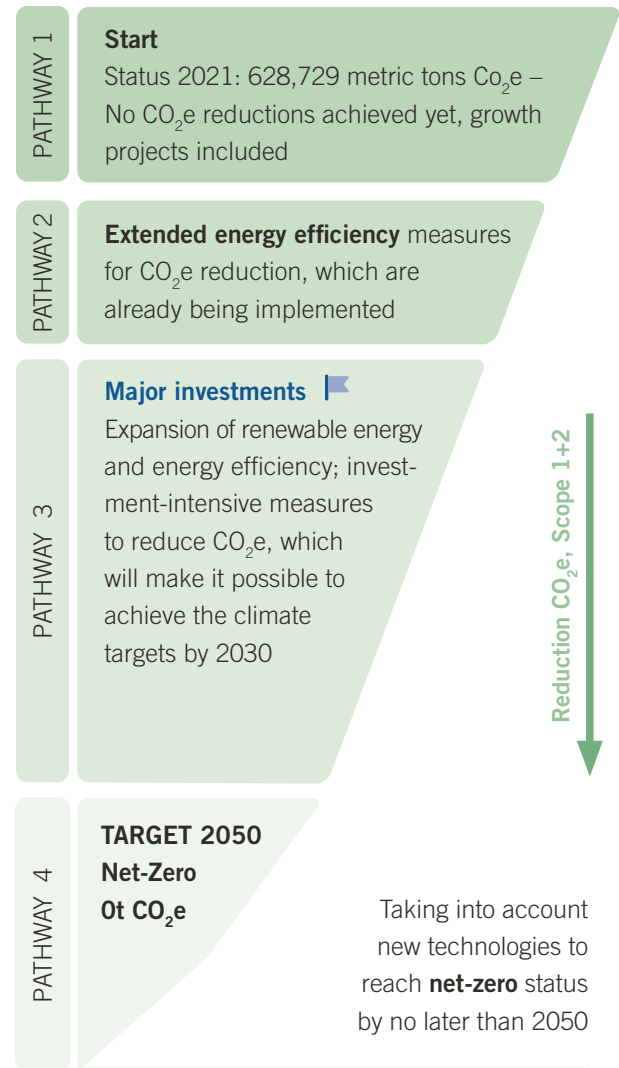 PATHWAY 1
Start
Status 2021: 628,729 metric tons Co₂e –
No CO₂e reductions achieved yet, growth
projects included
PATHWAY 2
Extended energy efficiency measures
for CO₂e reduction, which are
already being implemented
PATHWAY 3
Major investments
Expansion of renewable energy
and energy efficiency; invest-
ment-intensive measures
to reduce CO₂e, which
will make it possible to
achieve the climate
targets by 2030
Reduction CO₂e, Scope 1+2
PATHWAY 4
TARGET 2050
Net-Zero
0t CO₂e
Taking into account
new technologies to
reach net-zero status
by no later than 2050